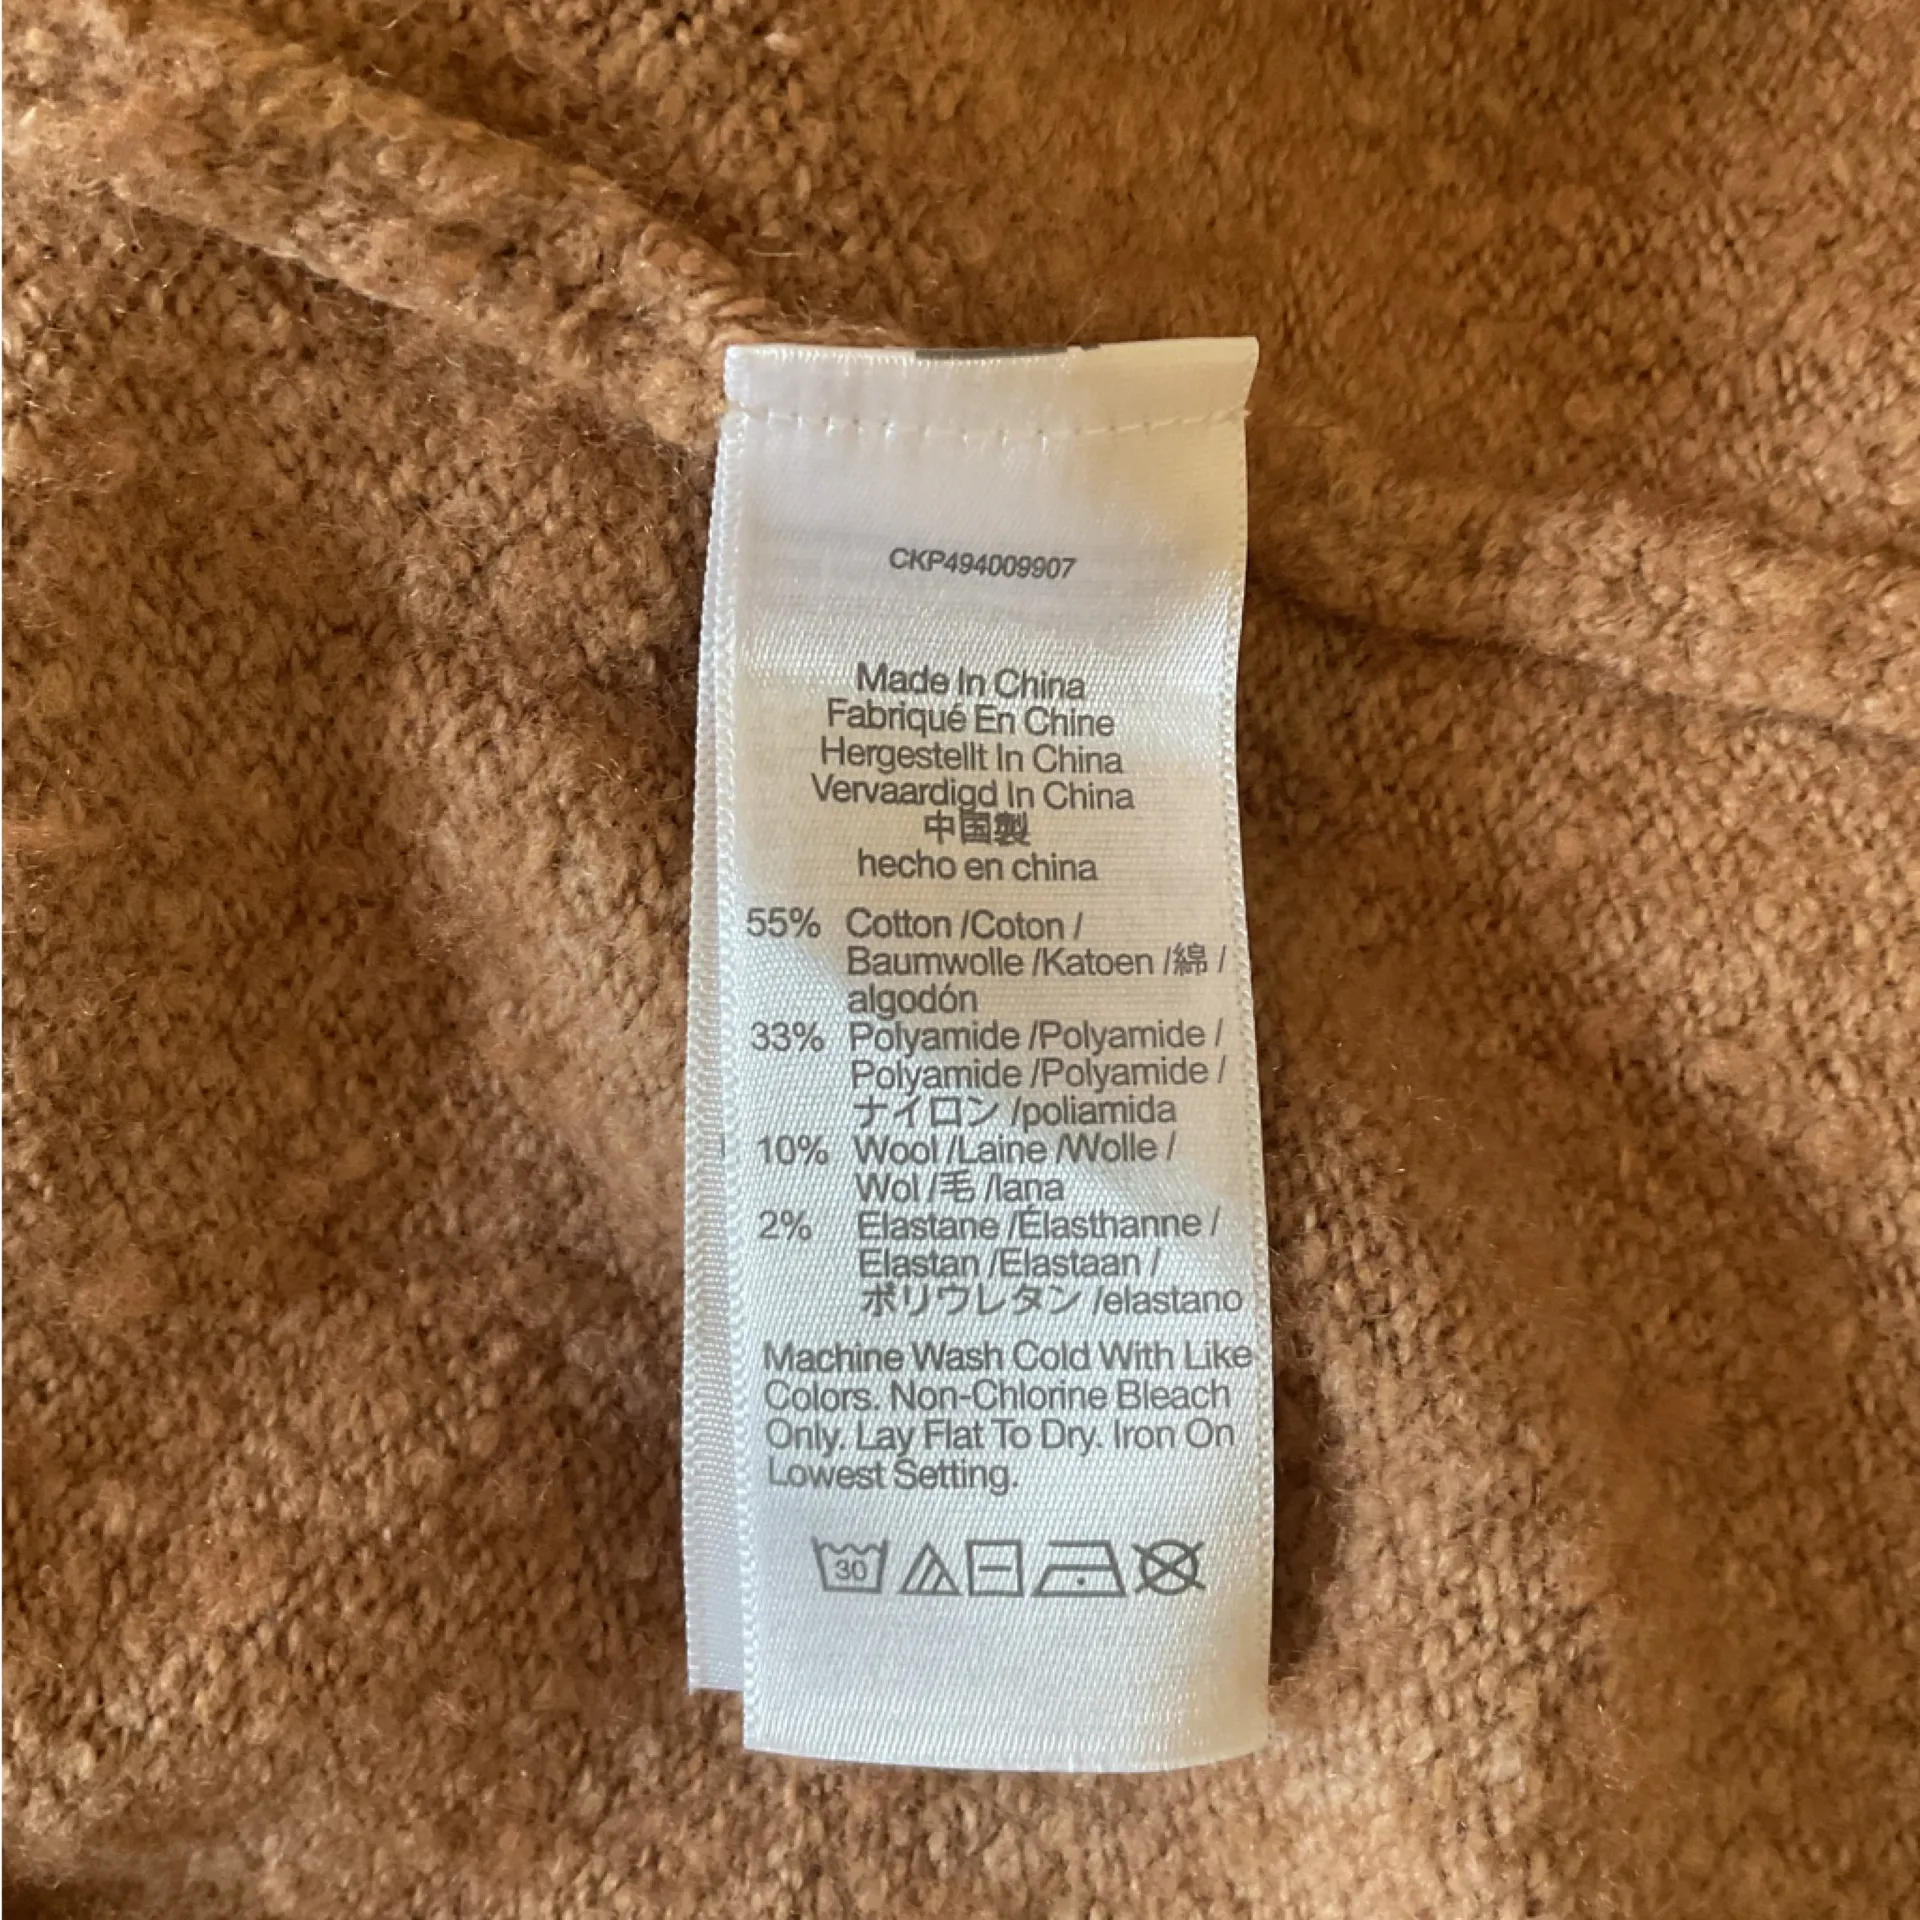 CKP494009907
Made In China
Fabriqué En Chine
Hergestellt In China
Vervaardigd In China
中国製
hecho en china
55% Cotton /Coton /
Baumwolle /Katoen /綿 /
algodón
33% Polyamide /Polyamide /
Polyamide /Polyamide /
ナイロン /poliamida
10% Wool /Laine /Wolle /
Wol /毛 /lana
2% Elastane /Élasthanne /
Elastan /Elastaan /
ポリウレタン /elastano
Machine Wash Cold With Like
Colors. Non-Chlorine Bleach
Only. Lay Flat To Dry. Iron On
Lowest Setting.
30